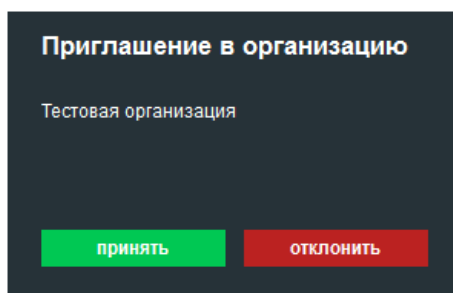 Приглашение в организацию
Тестовая организация
принять
отклонить